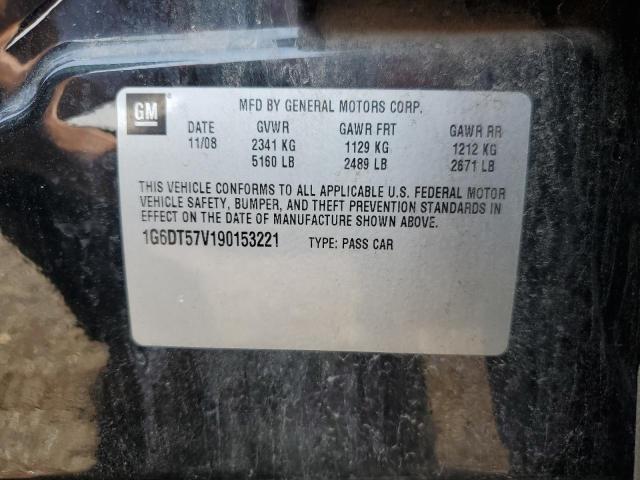 GM
MFD BY GENERAL MOTORS CORP.
DATE GVWR GAWR FRT GAWR RR
11/08 2341 KG 1129 KG 1212 KG
5160 LB 2489 LB 2671 LB
THIS VEHICLE CONFORMS TO ALL APPLICABLE U.S. FEDERAL MOTOR
VEHICLE SAFETY, BUMPER, AND THEFT PREVENTION STANDARDS IN
EFFECT ON THE DATE OF MANUFACTURE SHOWN ABOVE.
1G6DT57V190153221 TYPE: PASS CAR